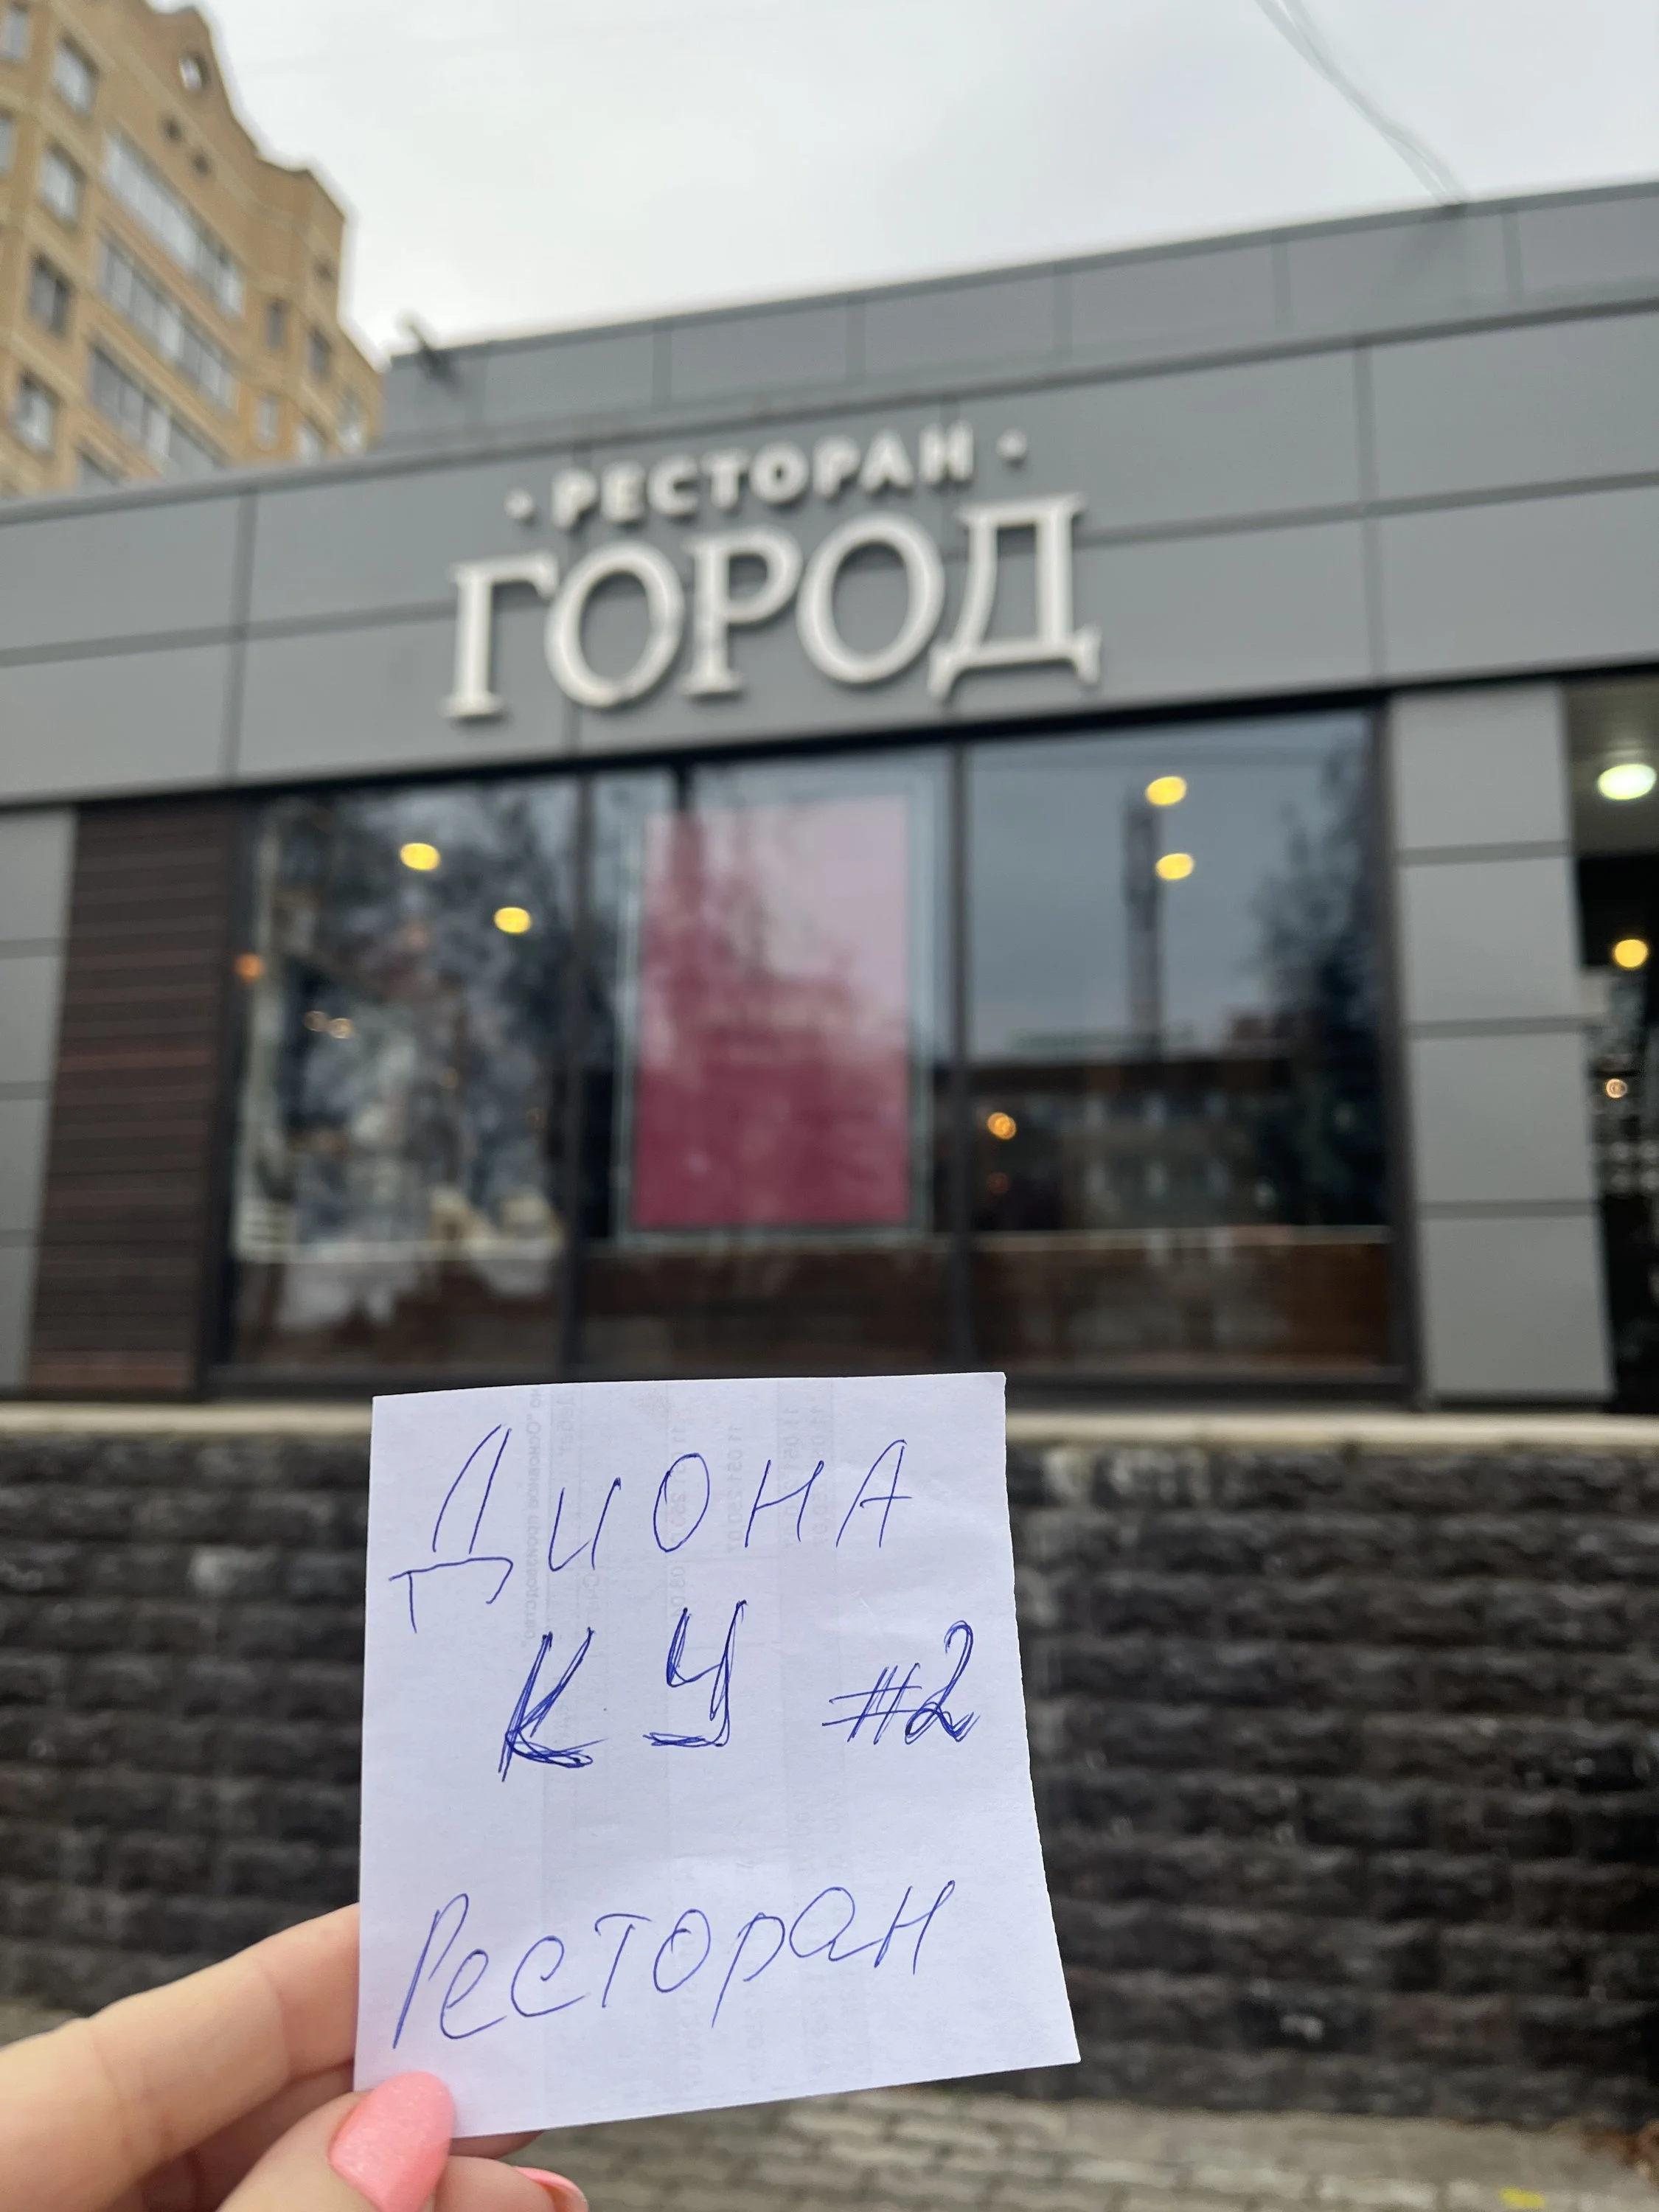 • РЕСТОРАН •
ГОРОД
Диона
КУ #2
Ресторан